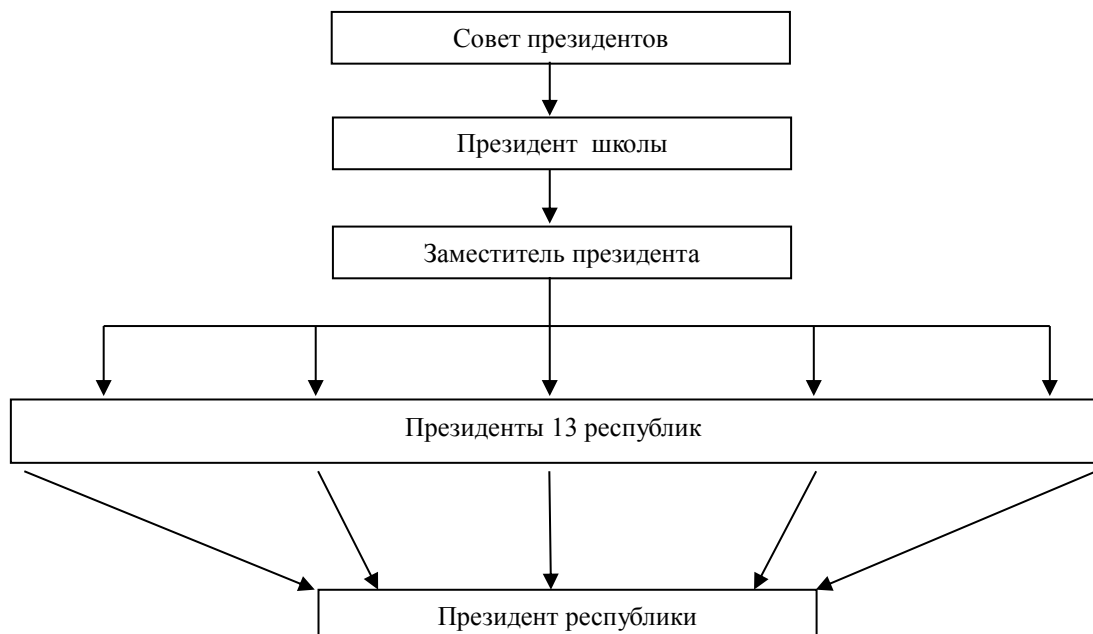 Совет президентов
Президент школы
Заместитель президента
Президенты 13 республик
Президент республики